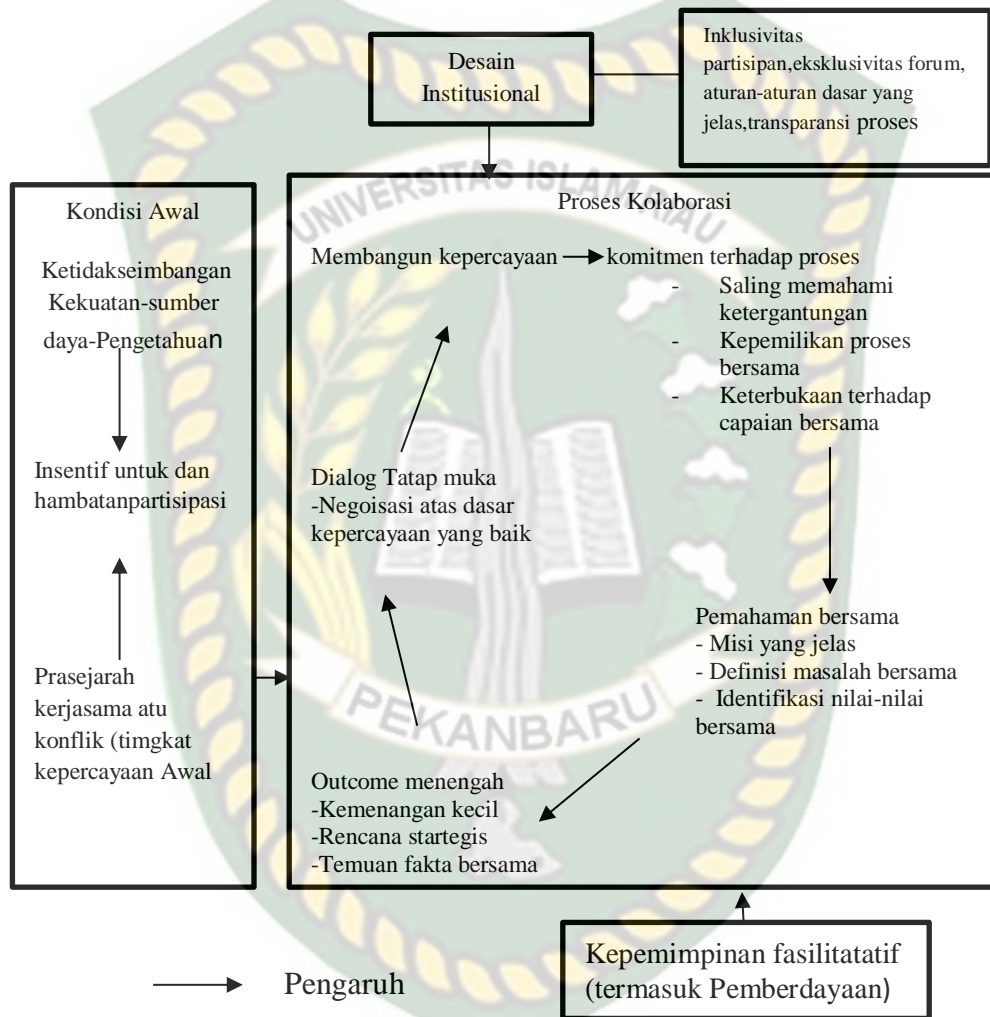 Desain
Institusional
Inklusivitas
partisipan,eksklusivitas forum,
aturan-aturan dasar yang
jelas,transparansi proses
UNIVERSITAS ISLAM RIAU
Kondisi Awal
Ketidakseimbangan
Kekuatan-sumber
daya-Pengetahuan
Insentif untuk dan
hambatanpartisipasi
Prasejarah
kerjasama atu
konflik (timgkat
kepercayaan Awal
Proses Kolaborasi
Membangun kepercayaan
komitmen terhadap proses
- Saling memahami
ketergantungan
- Kepemilikan proses
bersama
- Keterbukaan terhadap
capaian bersama
Dialog Tatap muka
-Negoisasi atas dasar
kepercayaan yang baik
Pemahaman bersama
- Misi yang jelas
- Definisi masalah bersama
- Identifikasi nilai-nilai
bersama
PEKANBARU
Outcome menengah
-Kemenangan kecil
-Rencana startegis
-Temuan fakta bersama
Kepemimpinan fasilitatatif
(termasuk Pemberdayaan)
Pengaruh